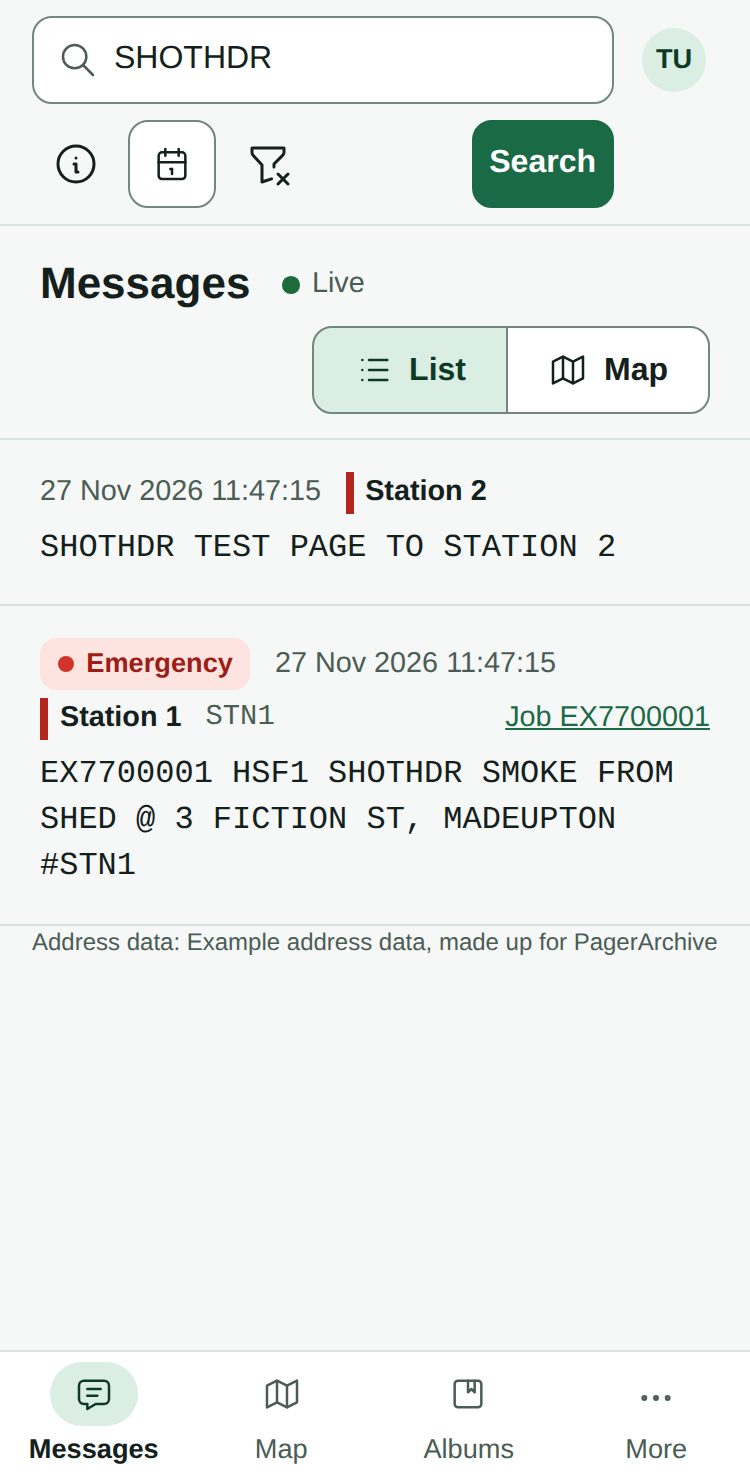 SHOTHDR
TU
Search
Messages
Live
List
Map
27 Nov 2026 11:47:15 Station 2
SHOTHDR TEST PAGE TO STATION 2
Emergency 27 Nov 2026 11:47:15
Station 1 STN1 Job EX7700001
EX7700001 HSF1 SHOTHDR SMOKE FROM
SHED @ 3 FICTION ST, MADEUPTON
#STN1
Address data: Example address data, made up for PagerArchive
Messages
Map
Albums
More